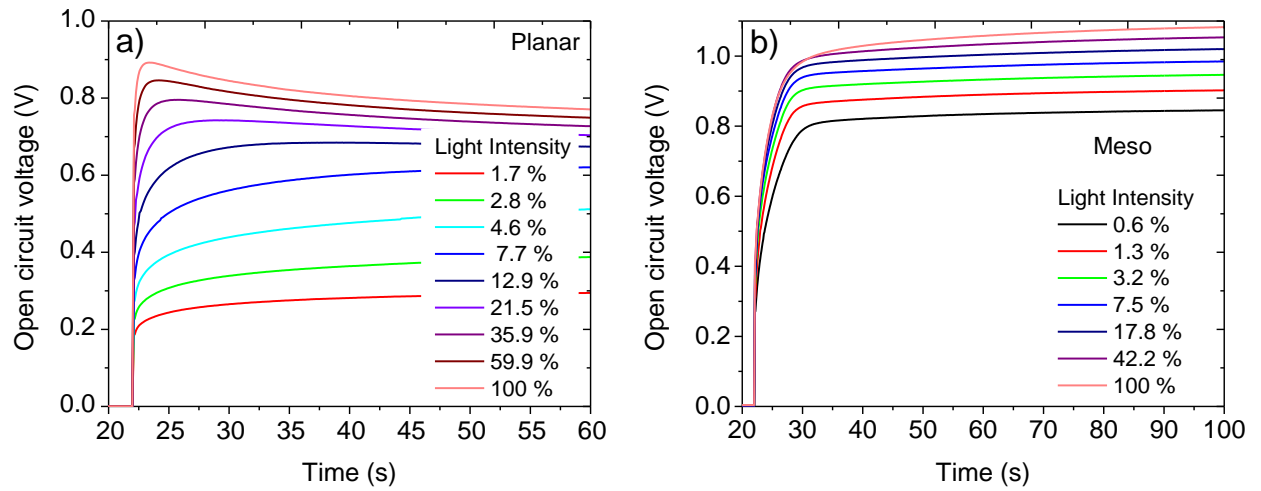 a)
Planar
Open circuit voltage (V)
1.0
0.8
0.6
0.4
0.2
0.0
Light Intensity
1.7 %
2.8 %
4.6 %
7.7 %
12.9 %
21.5 %
35.9 %
59.9 %
100 %
20 25 30 35 40 45 50 55 60
Time (s)
b)
Meso
Open circuit voltage (V)
1.0
0.8
0.6
0.4
0.2
0.0
Light Intensity
0.6 %
1.3 %
3.2 %
7.5 %
17.8 %
42.2 %
100 %
20 30 40 50 60 70 80 90 100
Time (s)